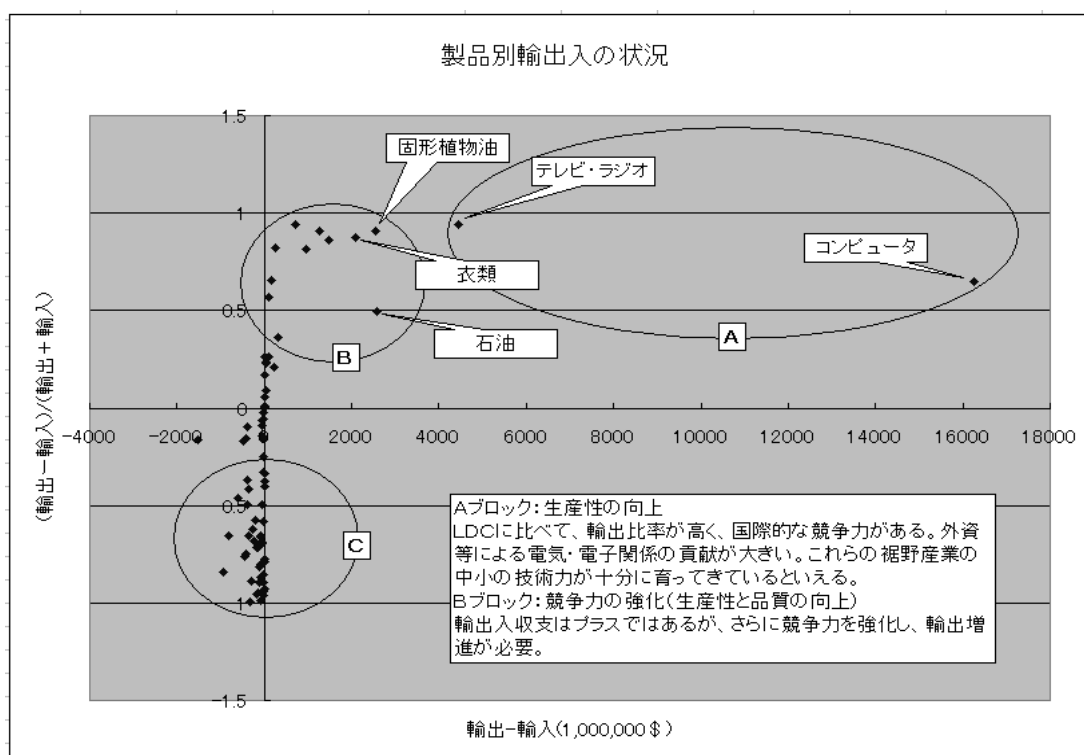 製品別輸出入の状況
1.5
固形植物油
テレビ・ラジオ
1
コンピュータ
衣類
0.5
石油
A
B
(輸出−輸入)/(輸出+輸入)
0
−4000 −2000 0 2000 4000 6000 8000 10000 12000 14000 16000 18000
−0.5
C
Aブロック：生産性の向上
LDCに比べて、輸出比率が高く、国際的な競争力がある。外資
等による電気・電子関係の貢献が大きい。これらの裾野産業の
中小の技術力が十分に育ってきているといえる。
Bブロック：競争力の強化(生産性と品質の向上)
輸出入収支はプラスではあるが、さらに競争力を強化し、輸出増
進が必要。
−1
−1.5
輸出−輸入(1,000,000＄)